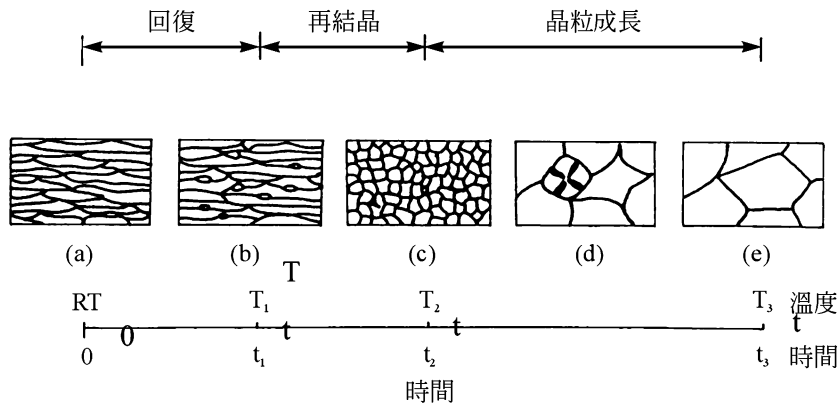 回復 再結晶 晶粒成長
(a) (b) (c) (d) (e)
T
RT T₁ T₂ T₃ 溫度
0 t t t
0 t₁ t₂ t₃ 時間
時間